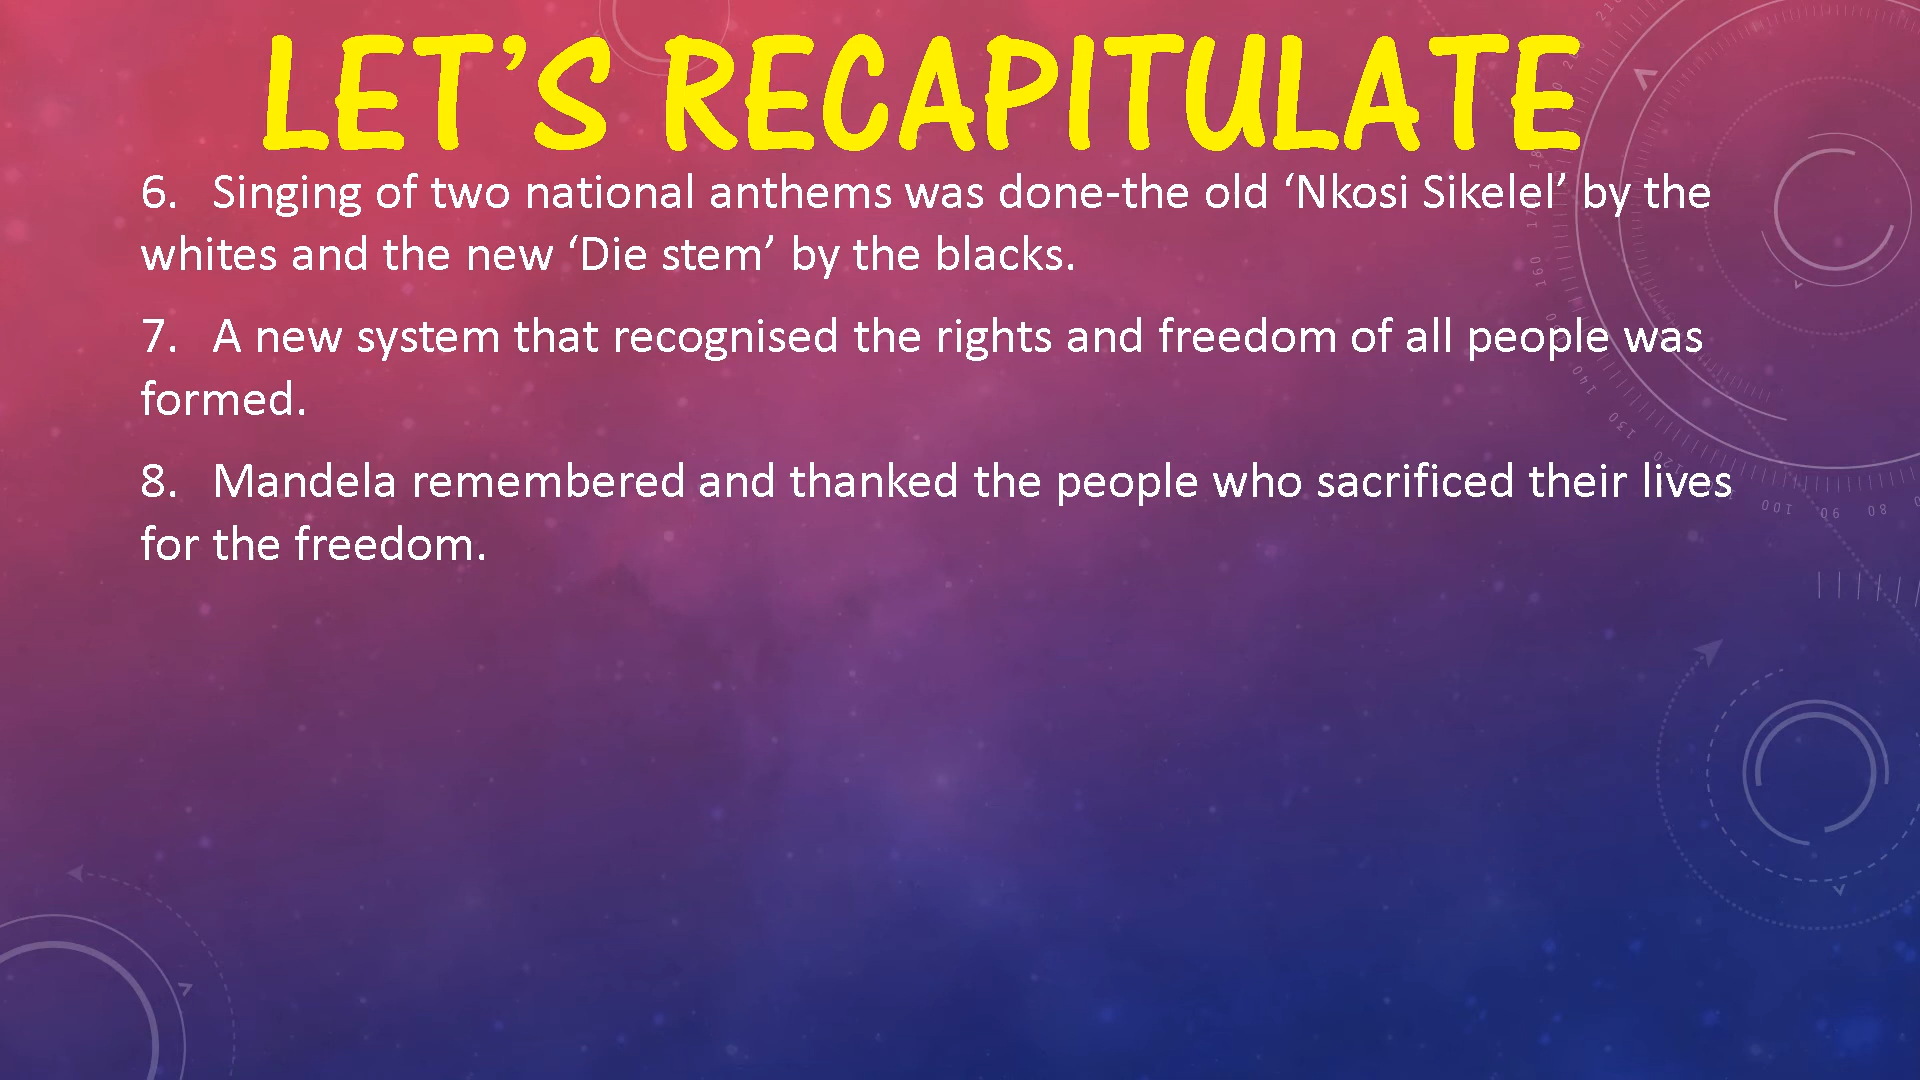 LET’S RECAPITULATE
6. Singing of two national anthems was done-the old ‘Nkosi Sikelel’ by the
whites and the new ‘Die stem’ by the blacks.
7. A new system that recognised the rights and freedom of all people was
formed.
8. Mandela remembered and thanked the people who sacrificed their lives
for the freedom.